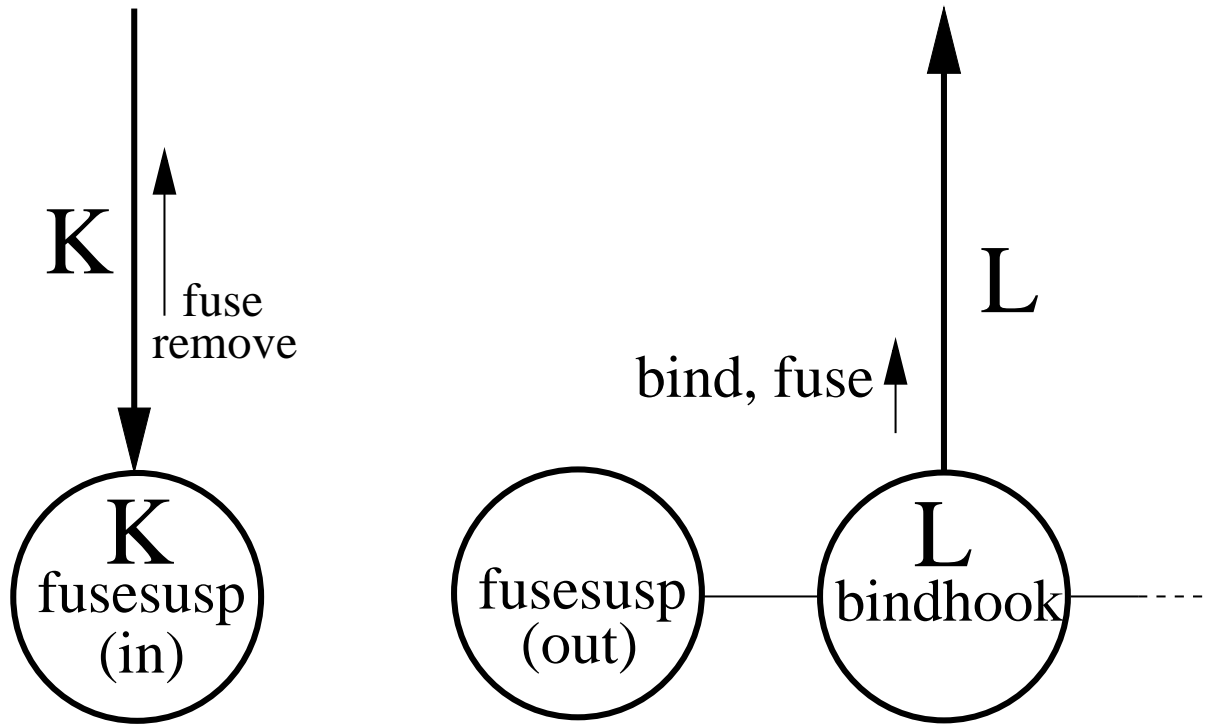 K
fuse
remove
L
bind, fuse
K
fusesusp
(in)
fusesusp
(out)
L
bindhook